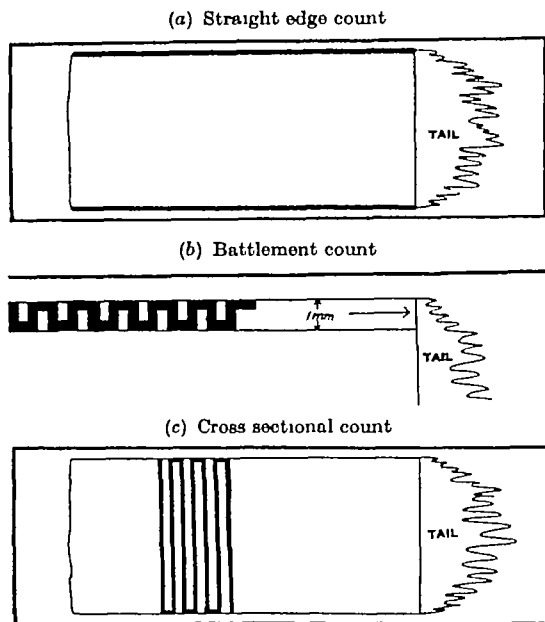 (a) Straight edge count
TAIL
(b) Battlement count
1mm
TAIL
(c) Cross sectional count
TAIL